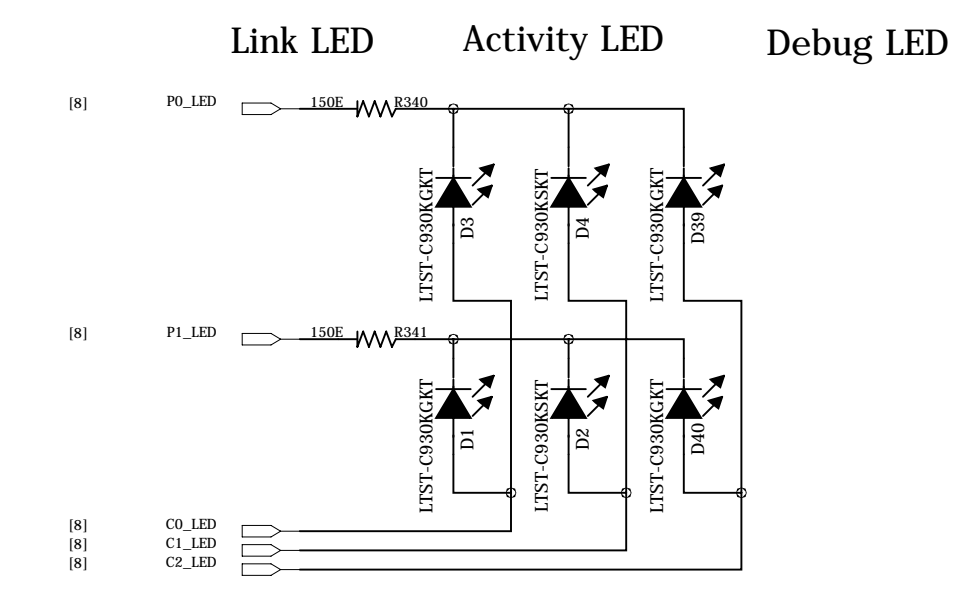 Link LED Activity LED Debug LED
[8] P0_LED 150E R340
LTST-C930KGKT D3 LTST-C930KSKT D4 LTST-C930KGKT D39
[8] P1_LED 150E R341
LTST-C930KGKT D1 LTST-C930KSKT D2 LTST-C930KGKT D40
[8] C0_LED
[8] C1_LED
[8] C2_LED